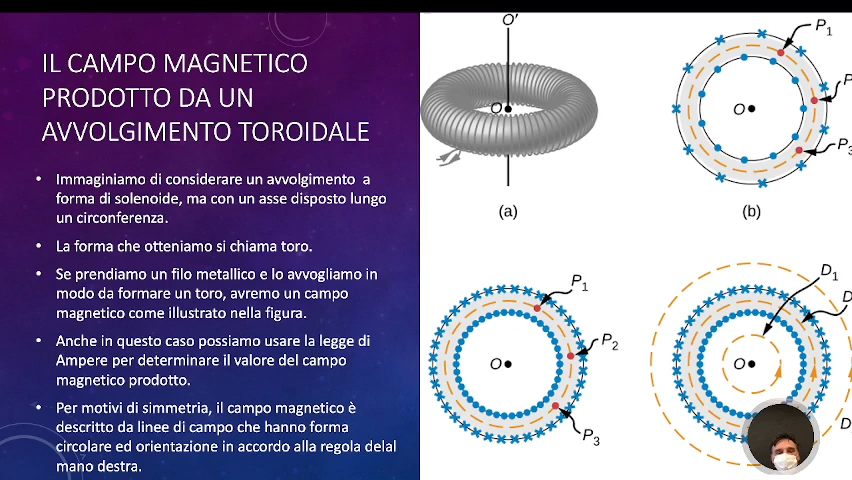 IL CAMPO MAGNETICO
PRODOTTO DA UN
AVVOLGIMENTO TOROIDALE
• Immaginiamo di considerare un avvolgimento a
forma di solenoide, ma con un asse disposto lungo
un circonferenza.
• La forma che otteniamo si chiama toro.
• Se prendiamo un filo metallico e lo avvogliamo in
modo da formare un toro, avremo un campo
magnetico come illustrato nella figura.
• Anche in questo caso possiamo usare la legge di
Ampere per determinare il valore del campo
magnetico prodotto.
• Per motivi di simmetria, il campo magnetico è
descritto da linee di campo che hanno forma
circolare ed orientazione in accordo alla regola delal
mano destra.
O'
O
(a)
P1
P
P3
O
(b)
P1
P2
P3
O
D1
D
D
O